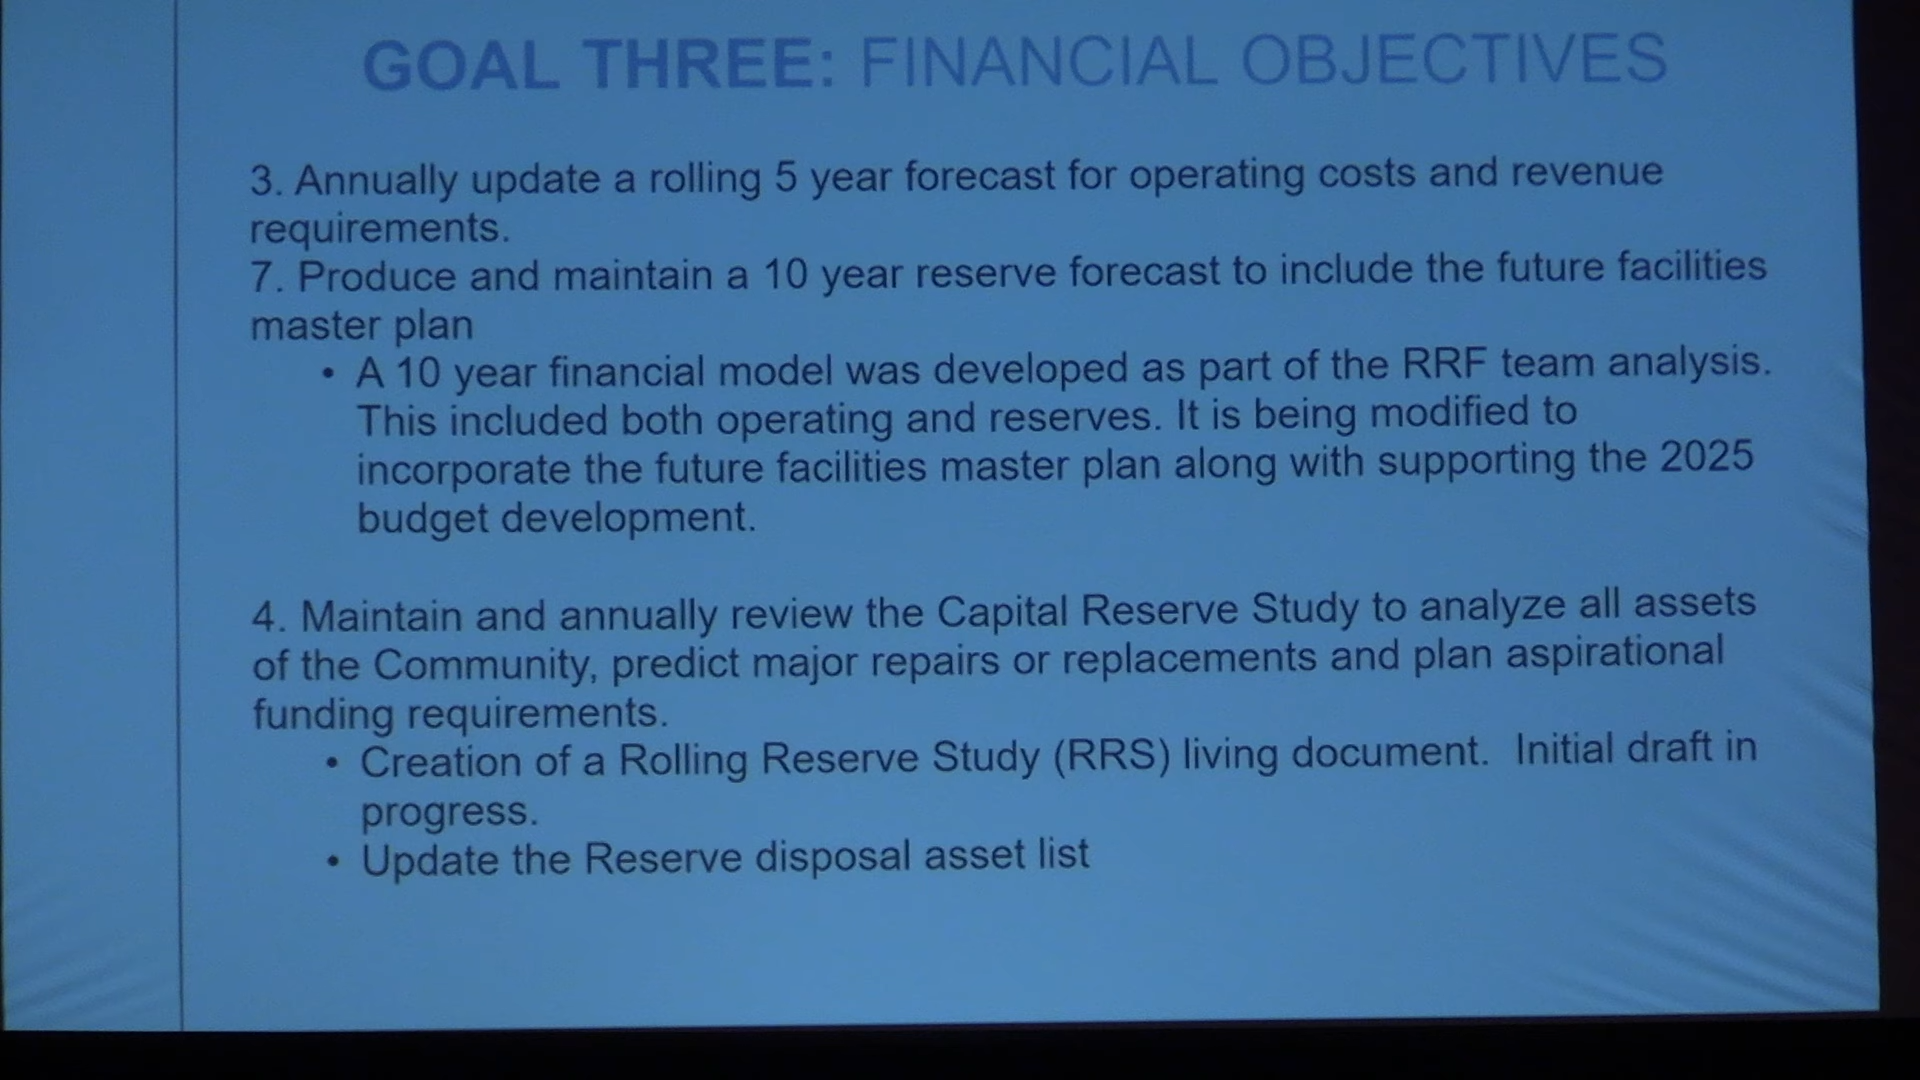 GOAL THREE: FINANCIAL OBJECTIVES
3. Annually update a rolling 5 year forecast for operating costs and revenue
requirements.
7. Produce and maintain a 10 year reserve forecast to include the future facilities
master plan
• A 10 year financial model was developed as part of the RRF team analysis.
This included both operating and reserves. It is being modified to
incorporate the future facilities master plan along with supporting the 2025
budget development.
4. Maintain and annually review the Capital Reserve Study to analyze all assets
of the Community, predict major repairs or replacements and plan aspirational
funding requirements.
• Creation of a Rolling Reserve Study (RRS) living document.  Initial draft in
progress.
• Update the Reserve disposal asset list